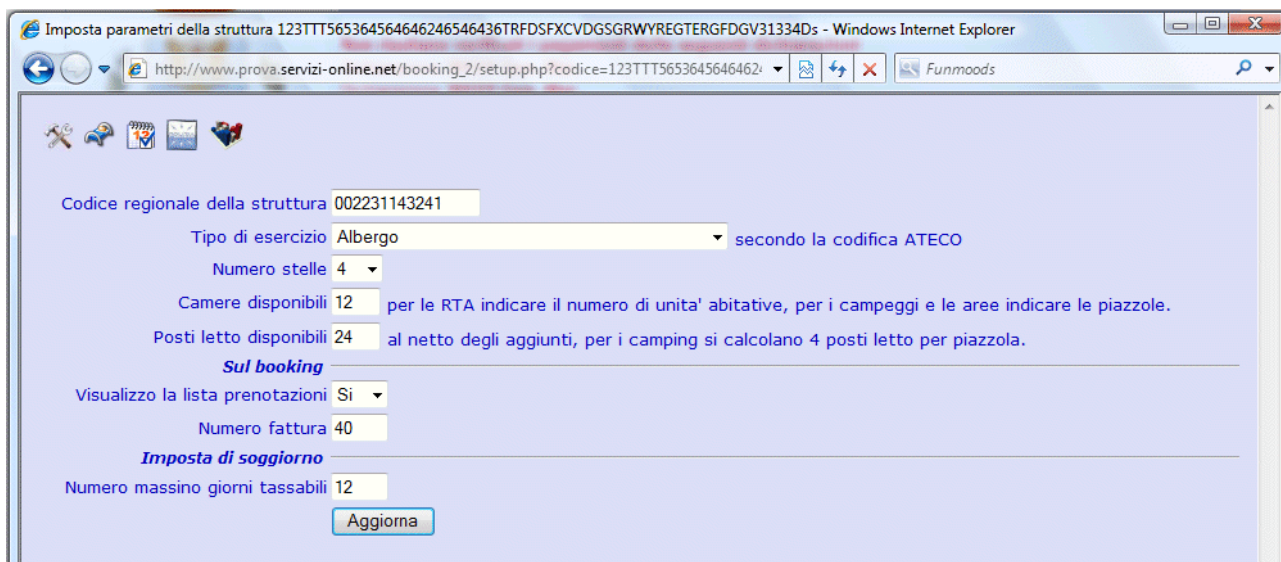 Imposta parametri della struttura 123TTT565364564646246546436TRFDSFXCVDGSGRWYREGTERGFDGV31334Ds - Windows Internet Explorer
http://www.prova.servizi-online.net/booking_2/setup.php?codice=123TTT56536456464624
Funmoods
12
Codice regionale della struttura 002231143241
Tipo di esercizio Albergo secondo la codifica ATECO
Numero stelle 4
Camere disponibili 12 per le RTA indicare il numero di unita' abitative, per i campeggi e le aree indicare le piazzole.
Posti letto disponibili 24 al netto degli aggiunti, per i camping si calcolano 4 posti letto per piazzola.
Sul booking
Visualizzo la lista prenotazioni Si
Numero fattura 40
Imposta di soggiorno
Numero massino giorni tassabili 12
Aggiorna